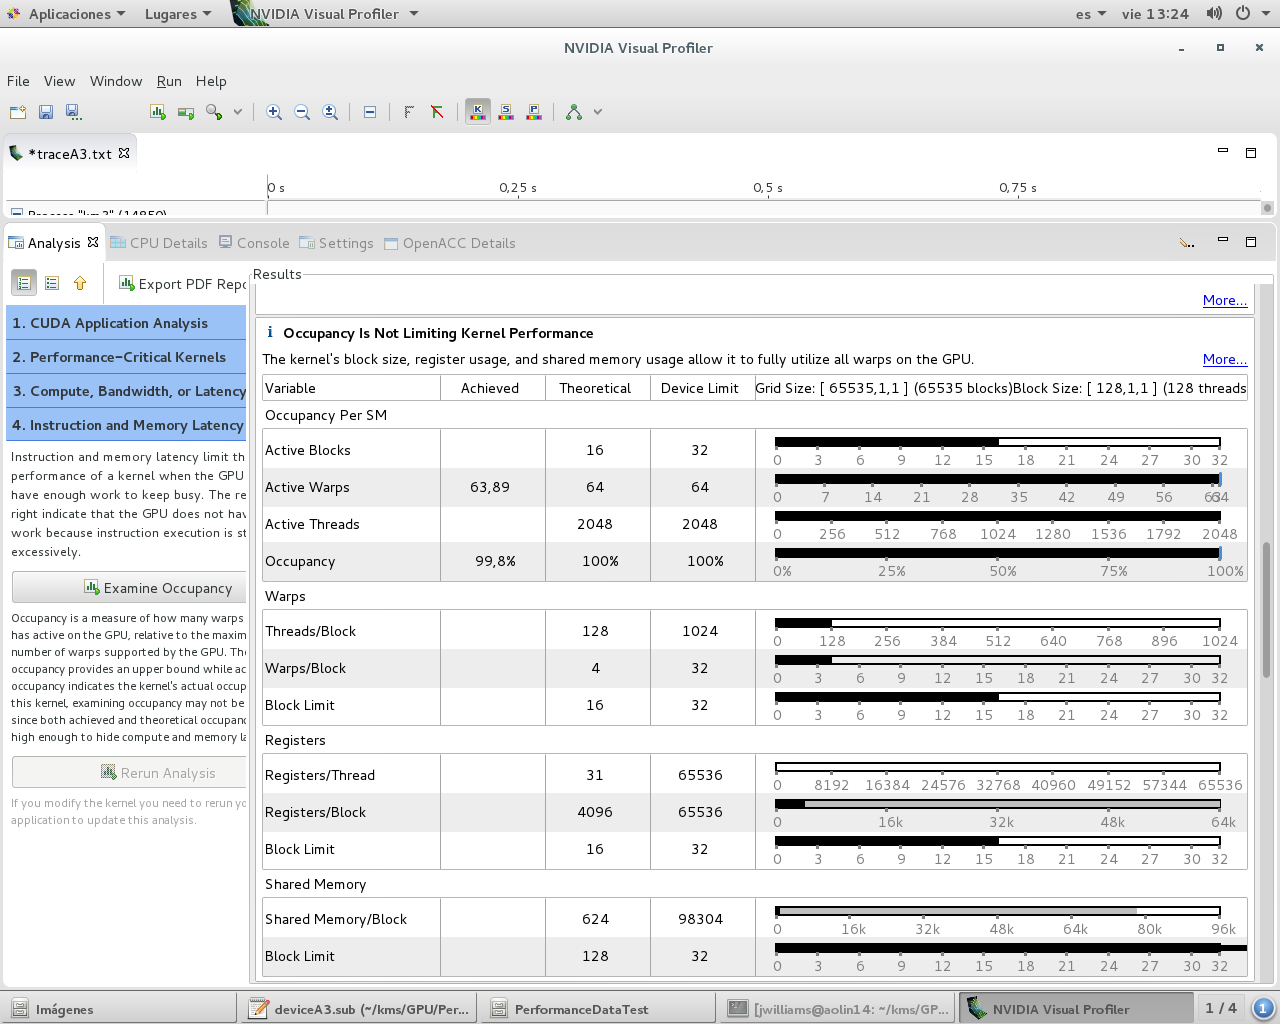 Aplicaciones Lugares NVIDIA Visual Profiler es vie 13:24
NVIDIA Visual Profiler
File View Window Run Help
K S P
*traceA3.txt
0 s 0,25 s 0,5 s 0,75 s
Process "km3" (14850)
Analysis CPU Details Console Settings OpenACC Details
Export PDF Repo
Results
1. CUDA Application Analysis
2. Performance-Critical Kernels
3. Compute, Bandwidth, or Latency
4. Instruction and Memory Latency
Instruction and memory latency limit th
performance of a kernel when the GPU
have enough work to keep busy. The re
right indicate that the GPU does not hav
work because instruction execution is st
excessively.
Examine Occupancy
Occupancy is a measure of how many warps
has active on the GPU, relative to the maxim
number of warps supported by the GPU. The
occupancy provides an upper bound while ac
occupancy indicates the kernel's actual occup
this kernel, examining occupancy may not be
since both achieved and theoretical occupanc
high enough to hide compute and memory la
Rerun Analysis
If you modify the kernel you need to rerun yo
application to update this analysis.
More...
i Occupancy Is Not Limiting Kernel Performance
The kernel's block size, register usage, and shared memory usage allow it to fully utilize all warps on the GPU. More...
Variable Achieved Theoretical Device Limit Grid Size: [ 65535,1,1 ] (65535 blocks)Block Size: [ 128,1,1 ] (128 threads
Occupancy Per SM
Active Blocks 16 32
0 3 6 9 12 15 18 21 24 27 30 32
Active Warps 63,89 64 64
0 7 14 21 28 35 42 49 56 63 64
Active Threads 2048 2048
0 256 512 768 1024 1280 1536 1792 2048
Occupancy 99,8% 100% 100%
0% 25% 50% 75% 100%
Warps
Threads/Block 128 1024
0 128 256 384 512 640 768 896 1024
Warps/Block 4 32
0 3 6 9 12 15 18 21 24 27 30 32
Block Limit 16 32
0 3 6 9 12 15 18 21 24 27 30 32
Registers
Registers/Thread 31 65536
0 8192 16384 24576 32768 40960 49152 57344 65536
Registers/Block 4096 65536
0 16k 32k 48k 64k
Block Limit 16 32
0 3 6 9 12 15 18 21 24 27 30 32
Shared Memory
Shared Memory/Block 624 98304
0 16k 32k 48k 64k 80k 96k
Block Limit 128 32
0 3 6 9 12 15 18 21 24 27 30 32
Imágenes deviceA3.sub (~/kms/GPU/Per... PerformanceDataTest [jwilliams@aolin14: ~/kms/GP... NVIDIA Visual Profiler 1 / 4 1